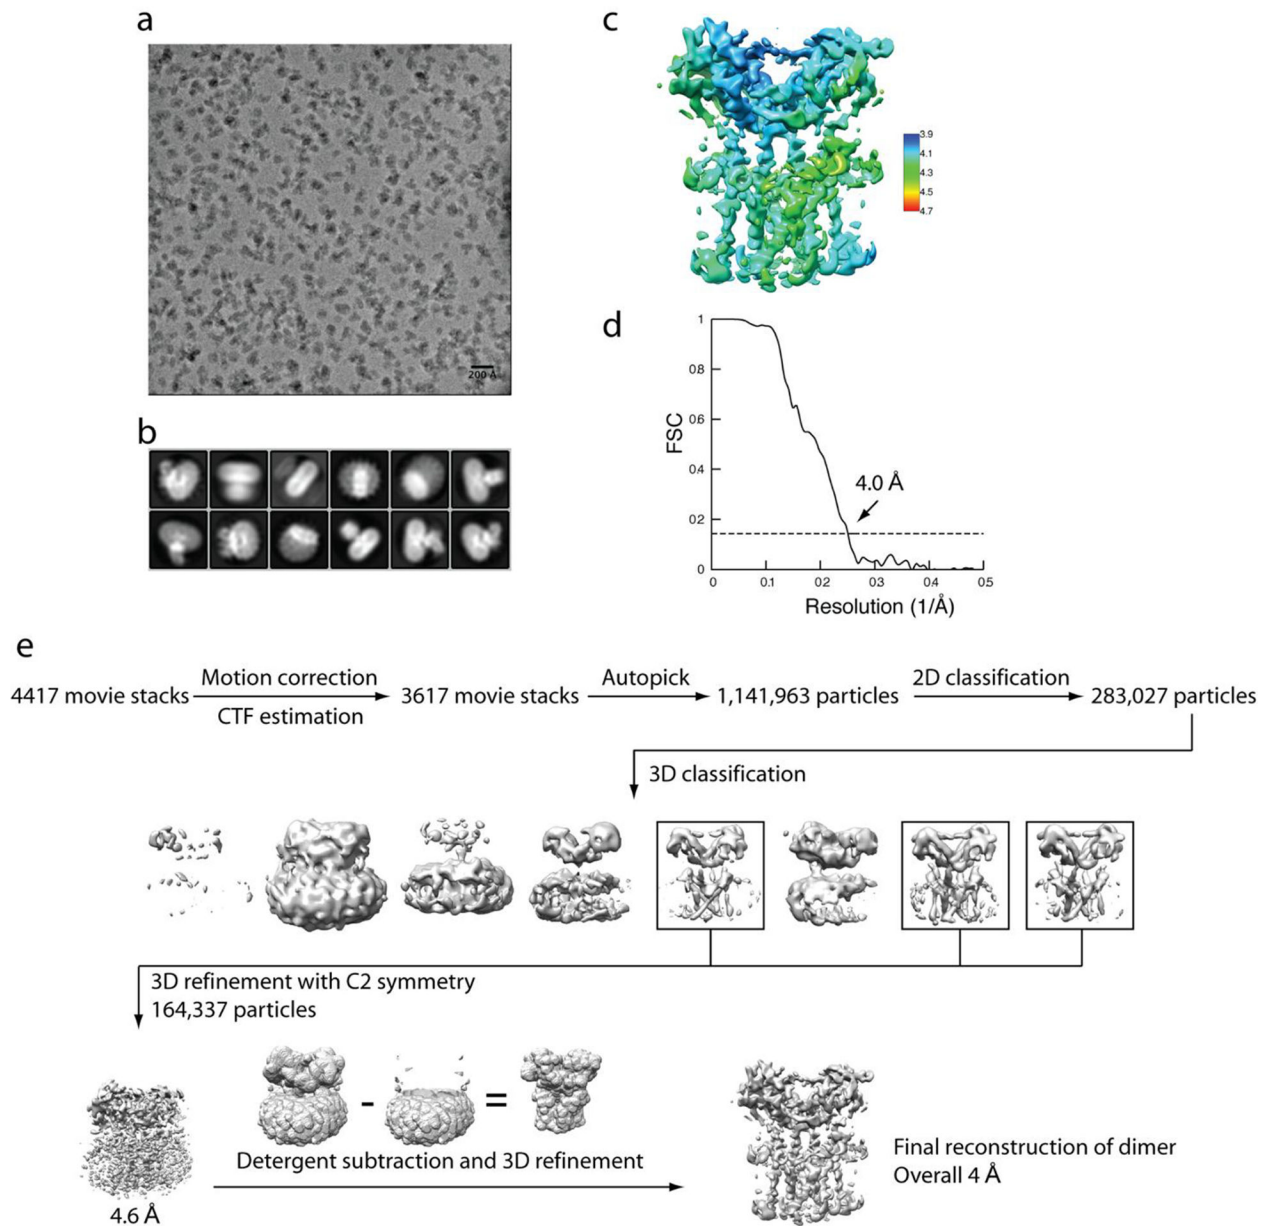 a
200 Å
b
c
3.9
4.1
4.3
4.5
4.7
d
1
0.8
0.6
0.4
0.2
0
FSC
4.0 Å
0 0.1 0.2 0.3 0.4 0.5
Resolution (1/Å)
e
4417 movie stacks
Motion correction
CTF estimation
3617 movie stacks
Autopick
1,141,963 particles
2D classification
283,027 particles
3D classification
3D refinement with C2 symmetry
164,337 particles
- =
Detergent subtraction and 3D refinement
4.6 Å
Final reconstruction of dimer
Overall 4 Å